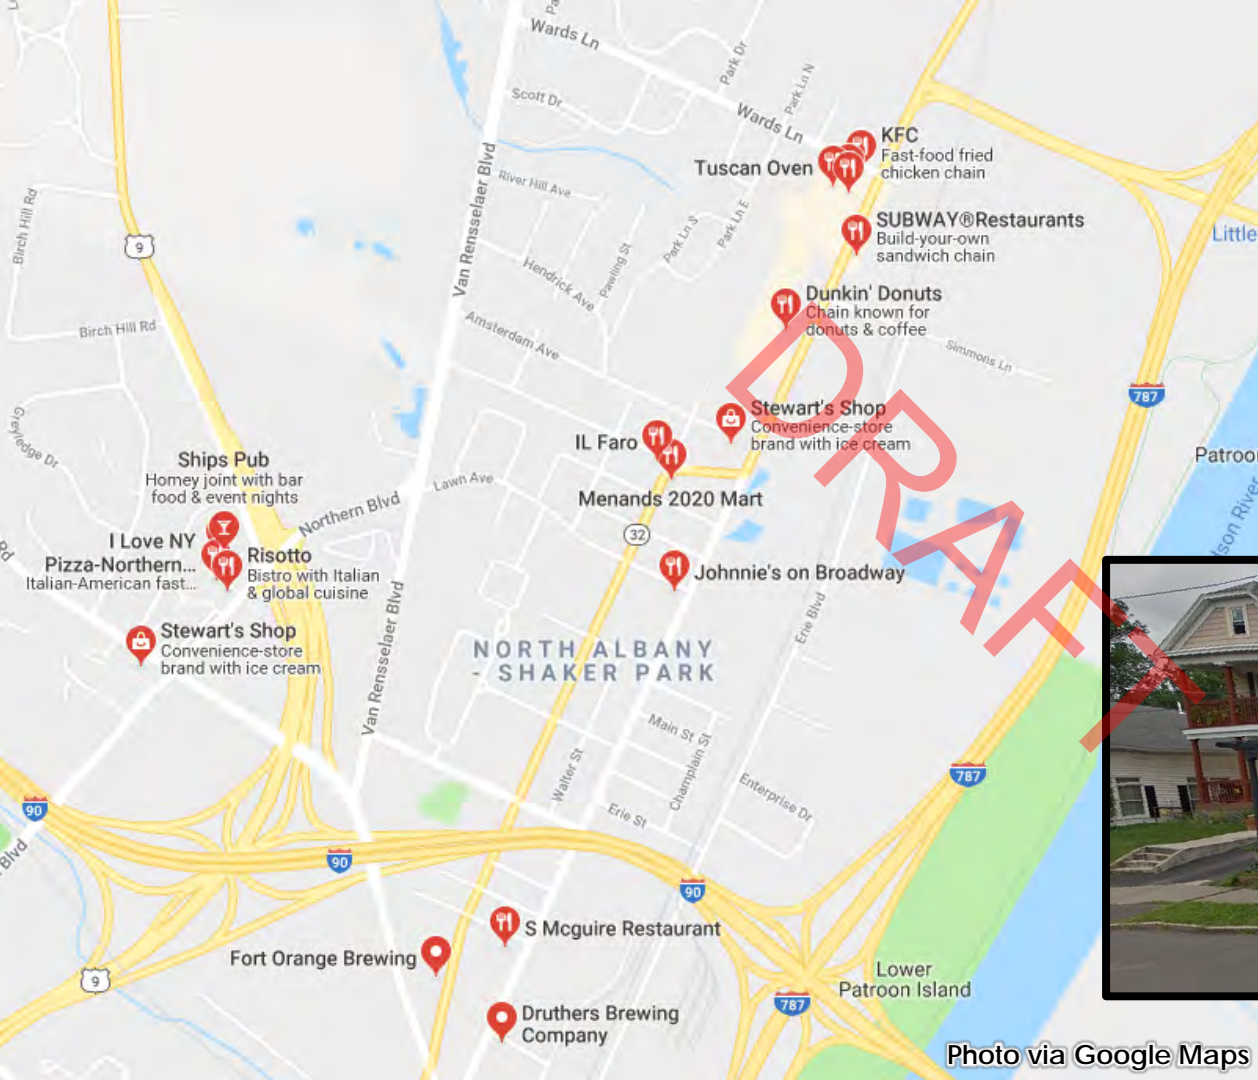 Wards Ln
Park Dr
Park Ln N
Scott Dr
Wards Ln
KFC
Fast-food fried
chicken chain
Tuscan Oven
River Hill Ave
Van Rensselaer Blvd
Birch Hill Rd
Park Ln S
Park Ln E
SUBWAY®Restaurants
Build-your-own
sandwich chain
Little
9
Hendrick Ave
Pawling St
Dunkin' Donuts
Chain known for
donuts & coffee
Birch Hill Rd
Amsterdam Ave
Simmons Ln
787
Greyledge Dr
Stewart's Shop
Convenience-store
brand with ice cream
IL Faro
Ships Pub
Homey joint with bar
food & event nights
Patroon
Lawn Ave
Menands 2020 Mart
Northern Blvd
32
I Love NY
Pizza-Northern...
Italian-American fast...
Risotto
Bistro with Italian
& global cuisine
Johnnie's on Broadway
dson River
Rd
Erie Blvd
Stewart's Shop
Convenience-store
brand with ice cream
Van Rensselaer Blvd
NORTH ALBANY
- SHAKER PARK
DRAFT
Main St
Champlain St
Walter St
Enterprise Dr
787
Erie St
90
90
90
Blvd
S Mcguire Restaurant
Fort Orange Brewing
9
Lower
Patroon Island
787
Druthers Brewing
Company
Photo via Google Maps